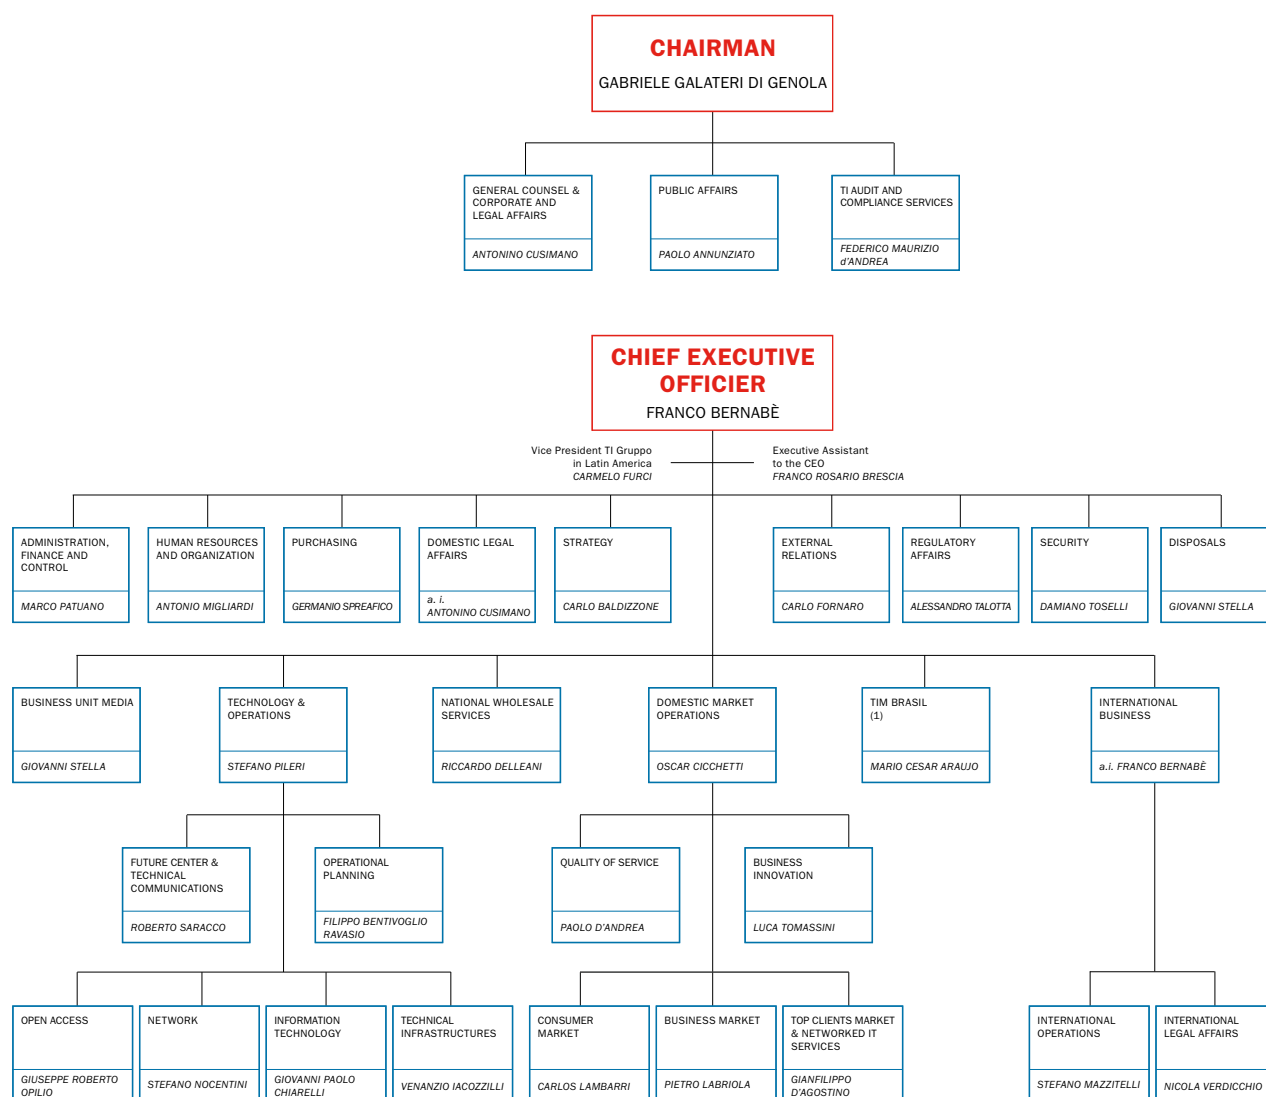 CHAIRMAN
GABRIELE GALATERI DI GENOLA
GENERAL COUNSEL &
CORPORATE AND
LEGAL AFFAIRS
ANTONINO CUSIMANO
PUBLIC AFFAIRS
PAOLO ANNUNZIATO
TI AUDIT AND
COMPLIANCE SERVICES
FEDERICO MAURIZIO
d'ANDREA
CHIEF EXECUTIVE
OFFICIER
FRANCO BERNABÈ
Vice President TI Gruppo
in Latin America
CARMELO FURCI
Executive Assistant
to the CEO
FRANCO ROSARIO BRESCIA
ADMINISTRATION,
FINANCE AND
CONTROL
MARCO PATUANO
HUMAN RESOURCES
AND ORGANIZATION
ANTONIO MIGLIARDI
PURCHASING
GERMANIO SPREAFICO
DOMESTIC LEGAL
AFFAIRS
a. i.
ANTONINO CUSIMANO
STRATEGY
CARLO BALDIZZONE
EXTERNAL
RELATIONS
CARLO FORNARO
REGULATORY
AFFAIRS
ALESSANDRO TALOTTA
SECURITY
DAMIANO TOSELLI
DISPOSALS
GIOVANNI STELLA
BUSINESS UNIT MEDIA
GIOVANNI STELLA
TECHNOLOGY &
OPERATIONS
STEFANO PILERI
NATIONAL WHOLESALE
SERVICES
RICCARDO DELLEANI
DOMESTIC MARKET
OPERATIONS
OSCAR CICCHETTI
TIM BRASIL
(1)
MARIO CESAR ARAUJO
INTERNATIONAL
BUSINESS
a.i. FRANCO BERNABÈ
FUTURE CENTER &
TECHNICAL
COMMUNICATIONS
ROBERTO SARACCO
OPERATIONAL
PLANNING
FILIPPO BENTIVOGLIO
RAVASIO
QUALITY OF SERVICE
PAOLO D'ANDREA
BUSINESS
INNOVATION
LUCA TOMASSINI
OPEN ACCESS
GIUSEPPE ROBERTO
OPILIO
NETWORK
STEFANO NOCENTINI
INFORMATION
TECHNOLOGY
GIOVANNI PAOLO
CHIARELLI
TECHNICAL
INFRASTRUCTURES
VENANZIO IACOZZILLI
CONSUMER
MARKET
CARLOS LAMBARRI
BUSINESS MARKET
PIETRO LABRIOLA
TOP CLIENTS MARKET
& NETWORKED IT
SERVICES
GIANFILIPPO
D'AGOSTINO
INTERNATIONAL
OPERATIONS
STEFANO MAZZITELLI
INTERNATIONAL
LEGAL AFFAIRS
NICOLA VERDICCHIO